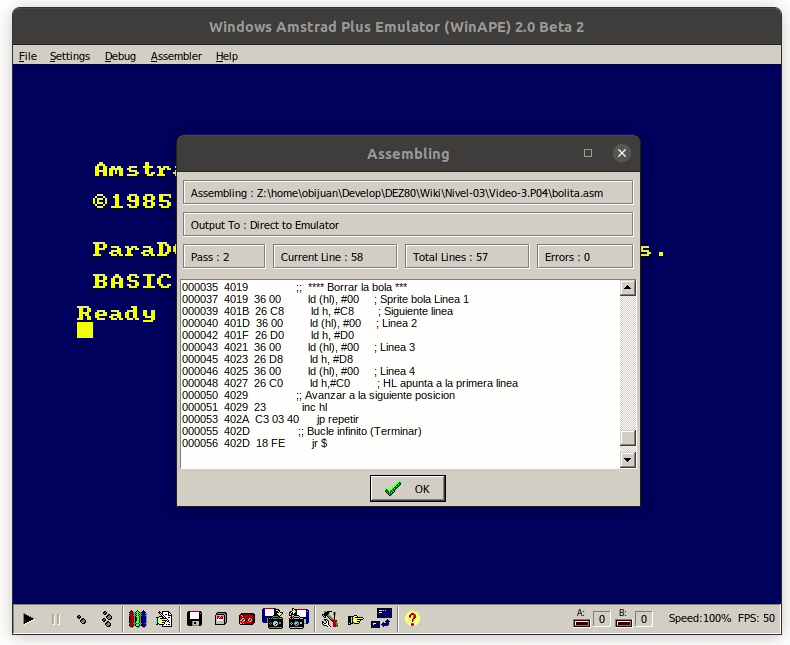 Windows Amstrad Plus Emulator (WinAPE) 2.0 Beta 2
File Settings Debug Assembler Help
Amstr
©1985
ParaD s.
BASIC
Ready
Assembling
Assembling : Z:\home\obijuan\Develop\DEZ80\Wiki\Nivel-03\Video-3.P04\bolita.asm
Output To : Direct to Emulator
Pass : 2 Current Line : 58 Total Lines : 57 Errors : 0
000035 4019 ;; **** Borrar la bola ***
000037 4019 36 00 ld (hl), #00 ; Sprite bola Linea 1
000039 401B 26 C8 ld h, #C8 ; Siguiente linea
000040 401D 36 00 ld (hl), #00 ; Linea 2
000042 401F 26 D0 ld h, #D0
000043 4021 36 00 ld (hl), #00 ; Linea 3
000045 4023 26 D8 ld h, #D8
000046 4025 36 00 ld (hl), #00 ; Linea 4
000048 4027 26 C0 ld h,#C0 ; HL apunta a la primera linea
000050 4029 ;; Avanzar a la siguiente posicion
000051 4029 23 inc hl
000053 402A C3 03 40 jp repetir
000055 402D ;; Bucle infinito (Terminar)
000056 402D 18 FE jr $
OK
A: 0 B: 0 Speed:100% FPS: 50